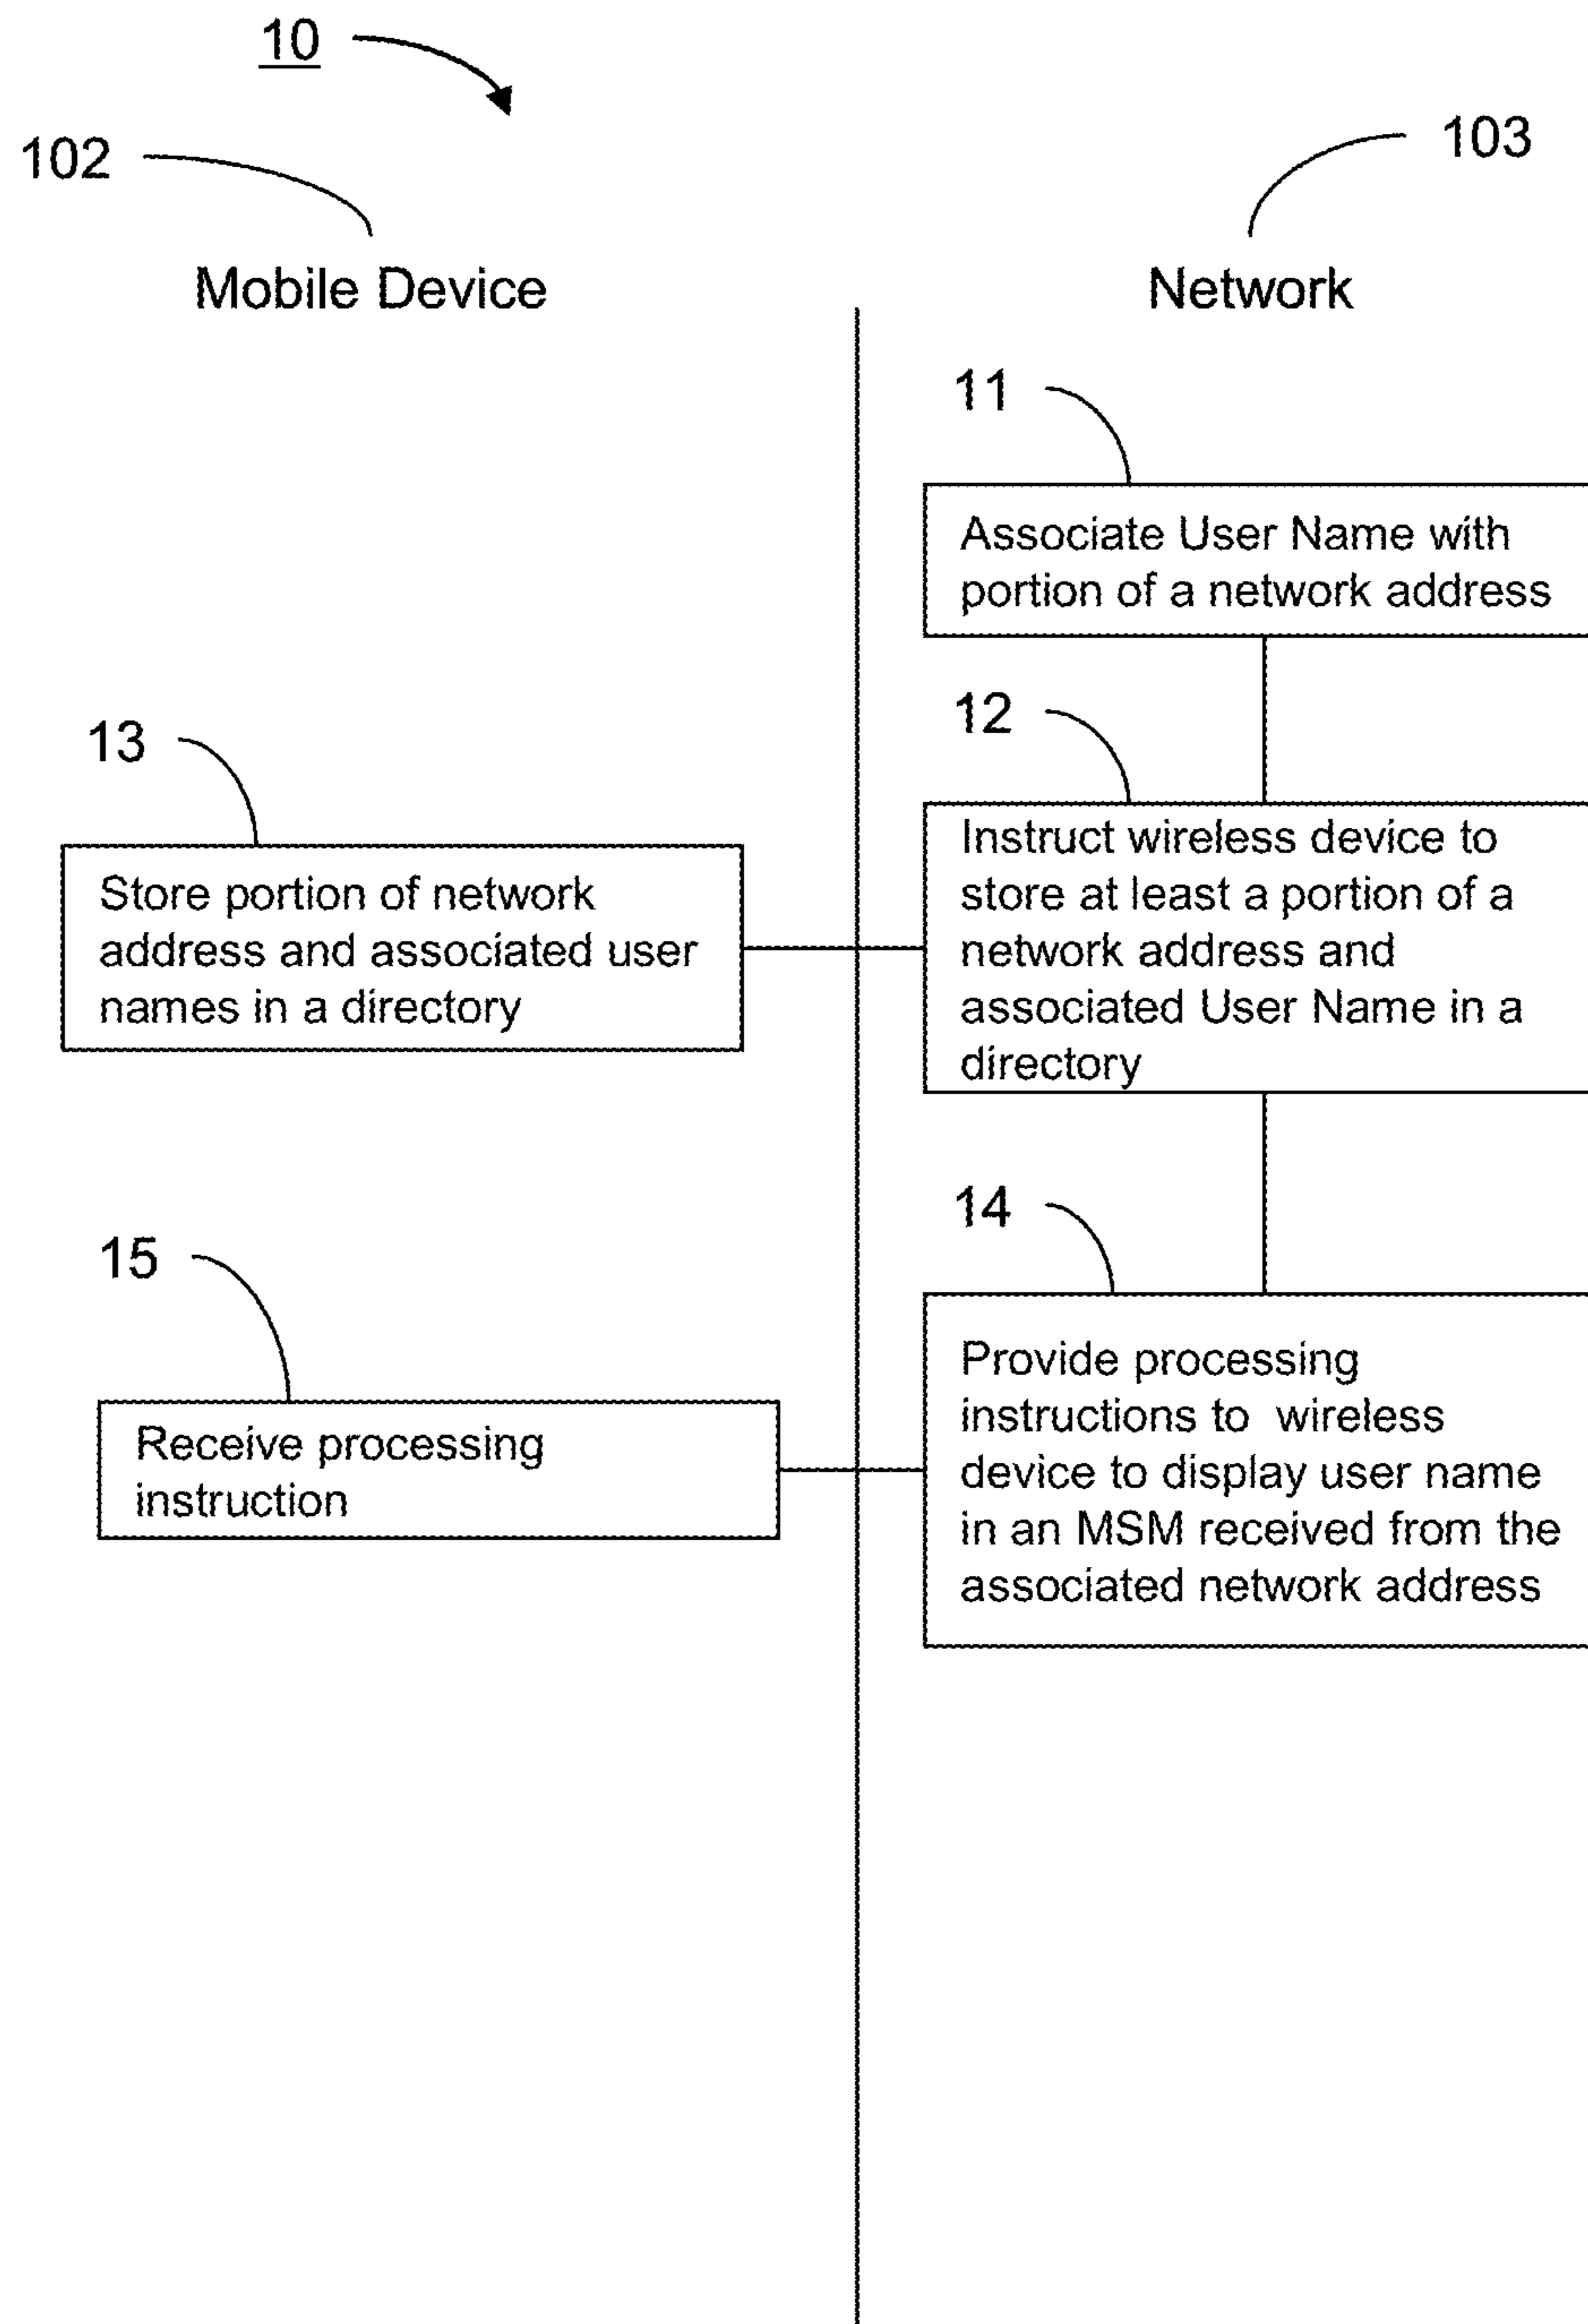 10
102
103
Mobile Device
Network
11
Associate User Name with
portion of a network address
12
Instruct wireless device to
store at least a portion of a
network address and
associated User Name in a
directory
13
Store portion of network
address and associated user
names in a directory
14
Provide processing
instructions to wireless
device to display user name
in an MSM received from the
associated network address
15
Receive processing
instruction